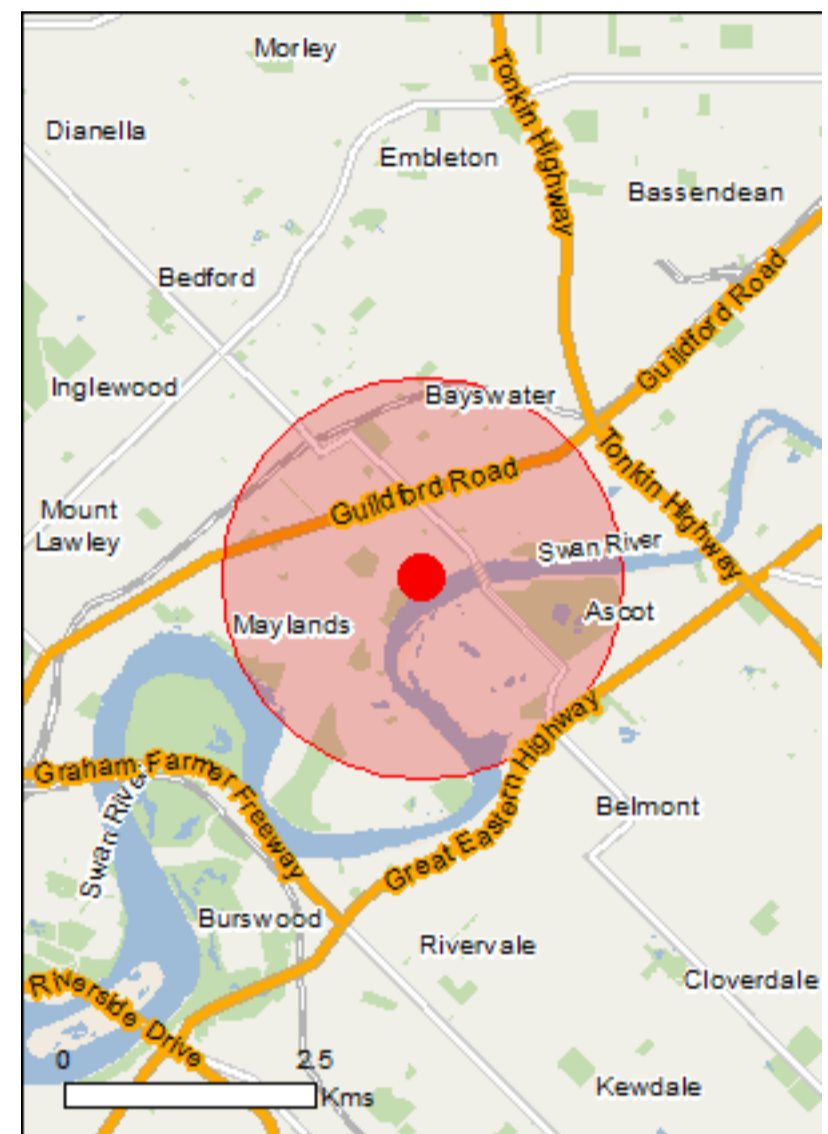 Morley
Tonkin Highway
Dianella
Embleton
Bassendean
Bedford
Guildford Road
Inglewood
Bayswater
Guildford Road
Tonkin Highway
Mount
Lawley
Swan River
Ascot
Maylands
Graham Farmer Freeway
Great Eastern Highway
Swan River
Belmont
Burswood
Rivervale
Cloverdale
Riverside Drive
0
2.5
Kms
Kewdale